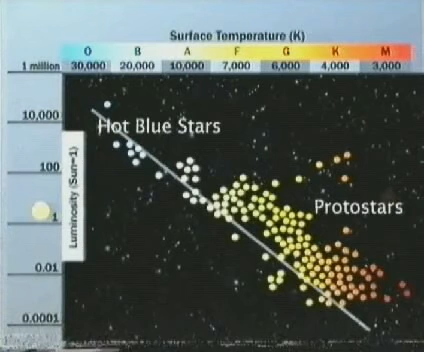 Surface Temperature (K)
O B A F G K M
30,000 20,000 10,000 7,000 6,000 4,000 3,000
1 million
10,000
Hot Blue Stars
100
Luminosity (Sun=1)
Protostars
1
0.01
0.0001